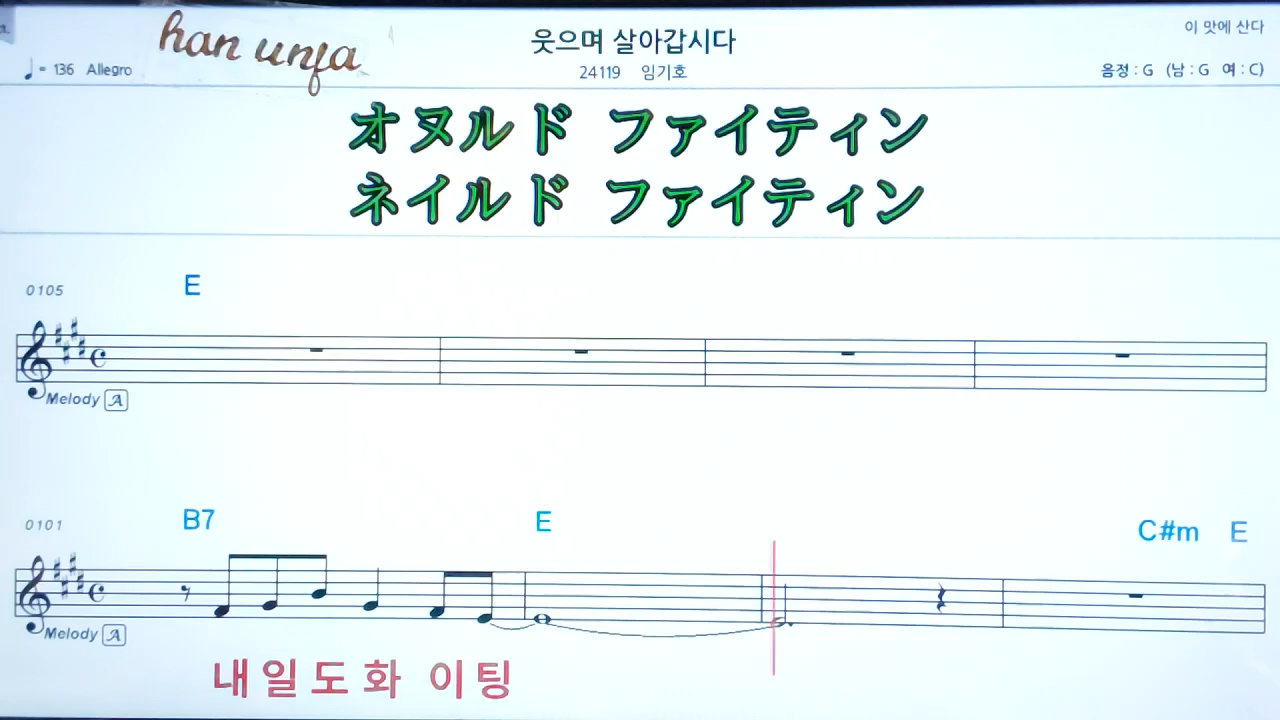 han unfa
웃으며 살아갑시다
이 맛에 산다
♩ = 136 Allegro
24119 임기호
음정 : G (남 : G 여 : C)
オヌルド ファイティン
ネイルド ファイティン
0105
E
Melody A
0101
B7 E C#m E
Melody A
내일도화 이팅